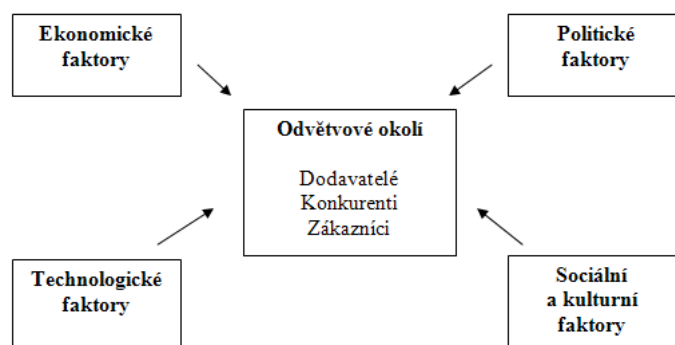 Ekonomické
faktory
Politické
faktory
Odvětvové okolí
Dodavatelé
Konkurenti
Zákazníci
Technologické
faktory
Sociální
a kulturní
faktory